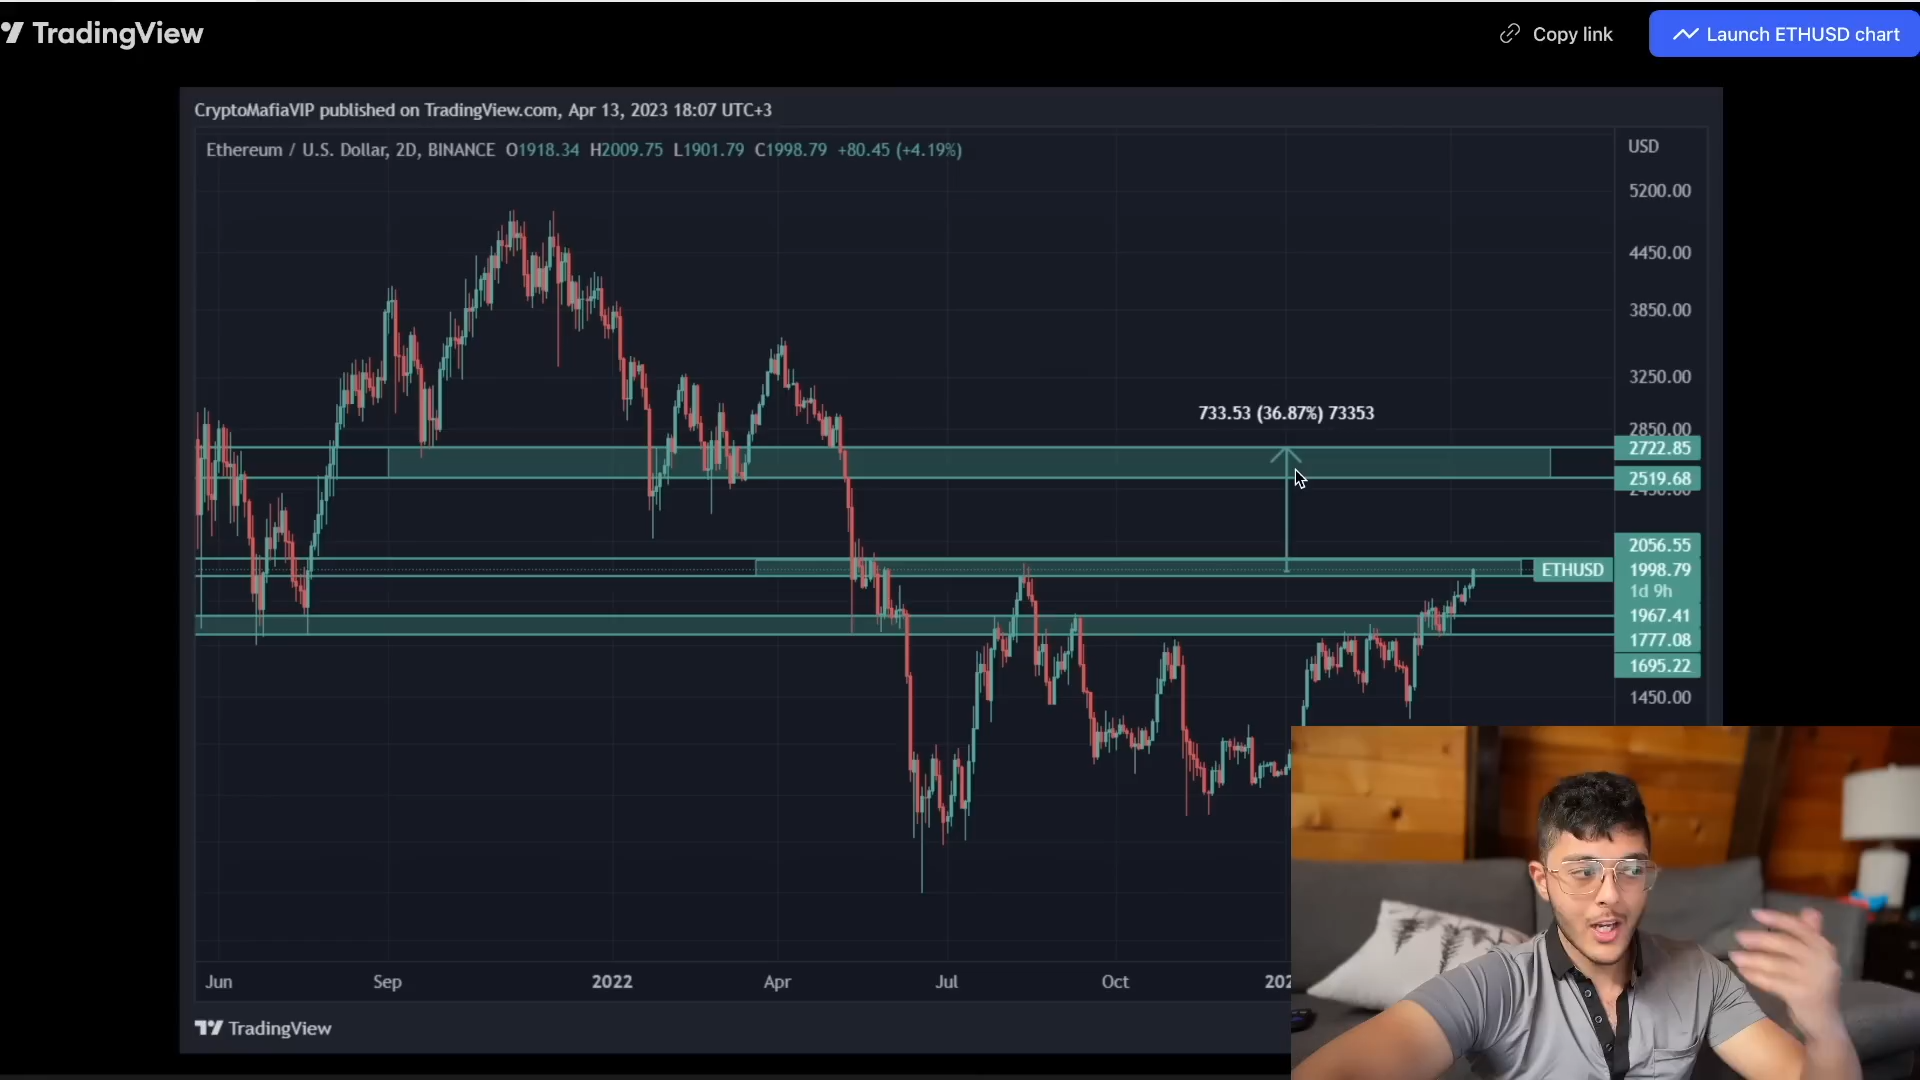 TradingView
Copy link
Launch ETHUSD chart
CryptoMafiaVIP published on TradingView.com, Apr 13, 2023 18:07 UTC+3
Ethereum / U.S. Dollar, 2D, BINANCE O1918.34 H2009.75 L1901.79 C1998.79 +80.45 (+4.19%)
USD
5200.00
4450.00
3850.00
3250.00
733.53 (36.87%) 73353
2850.00
2722.85
2519.68
2450.00
2056.55
ETHUSD 1998.79
1d 9h
1967.41
1777.08
1695.22
1450.00
Jun Sep 2022 Apr Jul Oct
TradingView